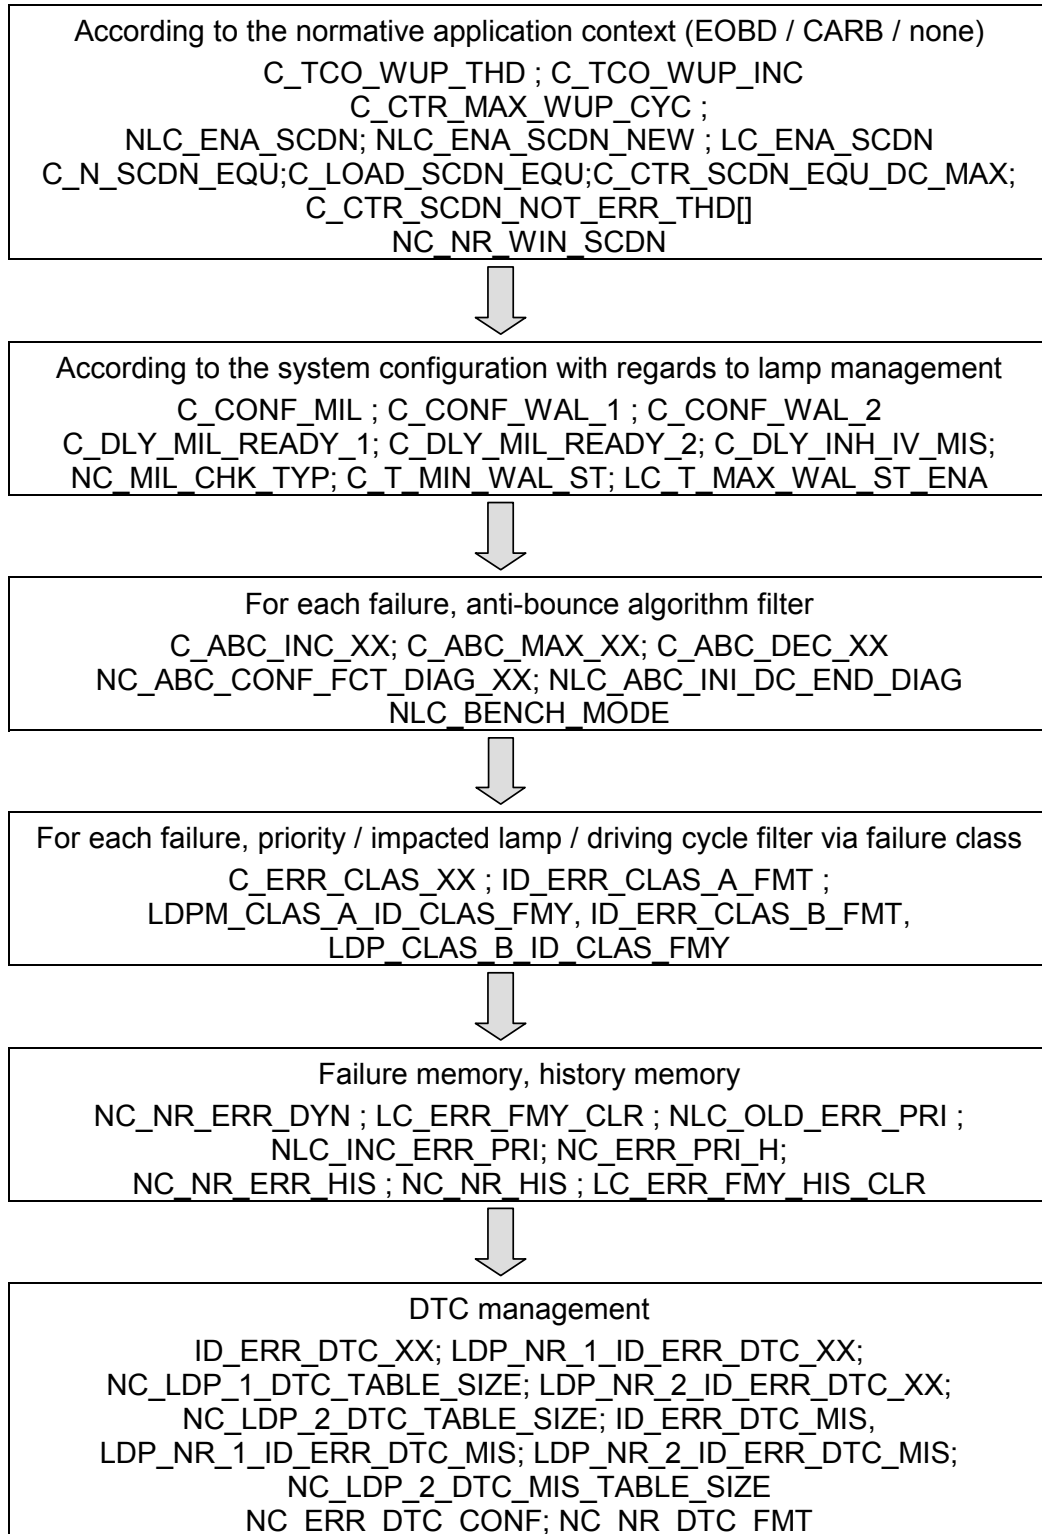 According to the normative application context (EOBD / CARB / none)
C_TCO_WUP_THD ; C_TCO_WUP_INC
C_CTR_MAX_WUP_CYC ;
NLC_ENA_SCDN; NLC_ENA_SCDN_NEW ; LC_ENA_SCDN
C_N_SCDN_EQU;C_LOAD_SCDN_EQU;C_CTR_SCDN_EQU_DC_MAX;
C_CTR_SCDN_NOT_ERR_THD[]
NC_NR_WIN_SCDN
According to the system configuration with regards to lamp management
C_CONF_MIL ; C_CONF_WAL_1 ; C_CONF_WAL_2
C_DLY_MIL_READY_1; C_DLY_MIL_READY_2; C_DLY_INH_IV_MIS;
NC_MIL_CHK_TYP; C_T_MIN_WAL_ST; LC_T_MAX_WAL_ST_ENA
For each failure, anti-bounce algorithm filter
C_ABC_INC_XX; C_ABC_MAX_XX; C_ABC_DEC_XX
NC_ABC_CONF_FCT_DIAG_XX; NLC_ABC_INI_DC_END_DIAG
NLC_BENCH_MODE
For each failure, priority / impacted lamp / driving cycle filter via failure class
C_ERR_CLAS_XX ; ID_ERR_CLAS_A_FMT ;
LDPM_CLAS_A_ID_CLAS_FMY, ID_ERR_CLAS_B_FMT,
LDP_CLAS_B_ID_CLAS_FMY
Failure memory, history memory
NC_NR_ERR_DYN ; LC_ERR_FMY_CLR ; NLC_OLD_ERR_PRI ;
NLC_INC_ERR_PRI; NC_ERR_PRI_H;
NC_NR_ERR_HIS ; NC_NR_HIS ; LC_ERR_FMY_HIS_CLR
DTC management
ID_ERR_DTC_XX; LDP_NR_1_ID_ERR_DTC_XX;
NC_LDP_1_DTC_TABLE_SIZE; LDP_NR_2_ID_ERR_DTC_XX;
NC_LDP_2_DTC_TABLE_SIZE; ID_ERR_DTC_MIS,
LDP_NR_1_ID_ERR_DTC_MIS; LDP_NR_2_ID_ERR_DTC_MIS;
NC_LDP_2_DTC_MIS_TABLE_SIZE
NC_ERR_DTC_CONF; NC_NR_DTC_FMT